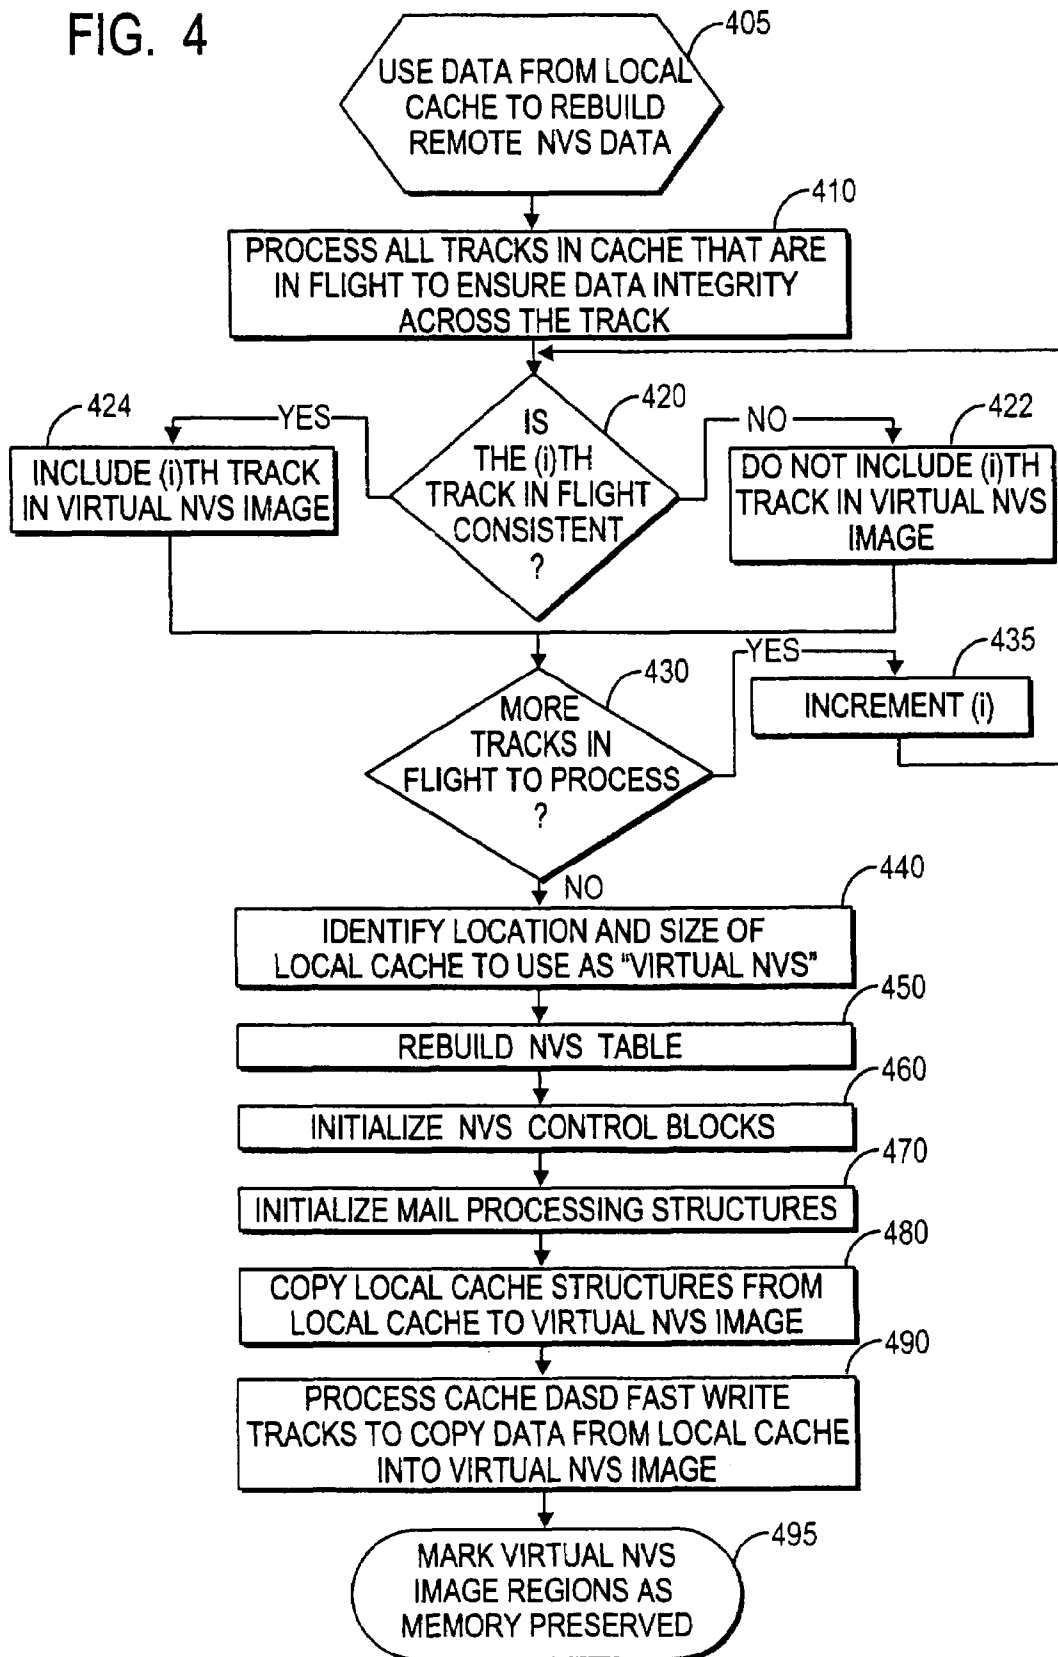 FIG. 4
405
USE DATA FROM LOCAL
CACHE TO REBUILD
REMOTE NVS DATA
410
PROCESS ALL TRACKS IN CACHE THAT ARE
IN FLIGHT TO ENSURE DATA INTEGRITY
ACROSS THE TRACK
420
IS
THE (i)TH
TRACK IN FLIGHT
CONSISTENT
?
YES
424
INCLUDE (i)TH TRACK
IN VIRTUAL NVS IMAGE
NO
422
DO NOT INCLUDE (i)TH
TRACK IN VIRTUAL NVS
IMAGE
430
MORE
TRACKS IN
FLIGHT TO PROCESS
?
YES
435
INCREMENT (i)
NO
440
IDENTIFY LOCATION AND SIZE OF
LOCAL CACHE TO USE AS "VIRTUAL NVS"
450
REBUILD NVS TABLE
460
INITIALIZE NVS CONTROL BLOCKS
470
INITIALIZE MAIL PROCESSING STRUCTURES
480
COPY LOCAL CACHE STRUCTURES FROM
LOCAL CACHE TO VIRTUAL NVS IMAGE
490
PROCESS CACHE DASD FAST WRITE
TRACKS TO COPY DATA FROM LOCAL CACHE
INTO VIRTUAL NVS IMAGE
495
MARK VIRTUAL NVS
IMAGE REGIONS AS
MEMORY PRESERVED